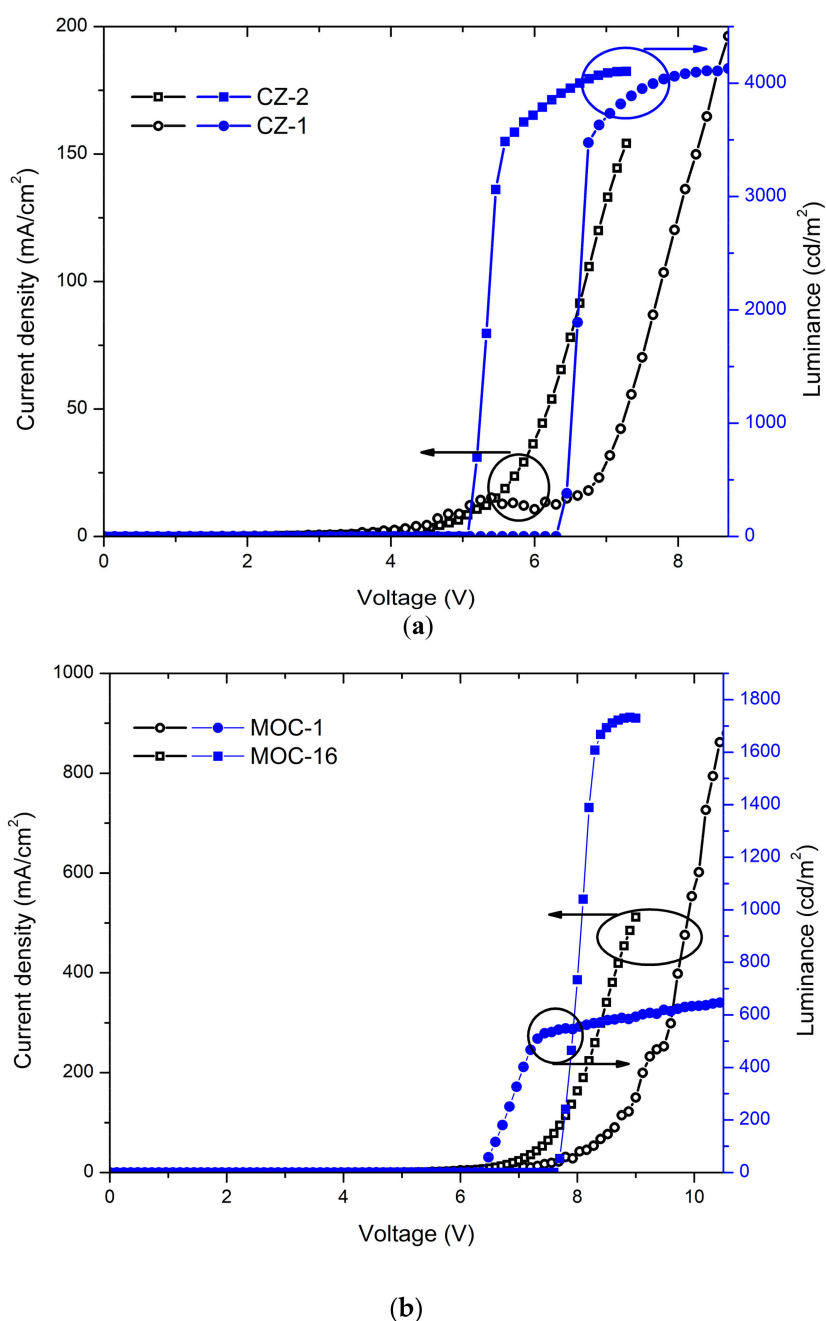 200
150
100
50
0
Current density (mA/cm²)
CZ-2
CZ-1
4000
3000
2000
1000
0
Luminance (cd/m²)
0 2 4 6 8
Voltage (V)
(a)
1000
800
600
400
200
0
Current density (mA/cm²)
MOC-1
MOC-16
1800
1600
1400
1200
1000
800
600
400
200
0
Luminance (cd/m²)
0 2 4 6 8 10
Voltage (V)
(b)